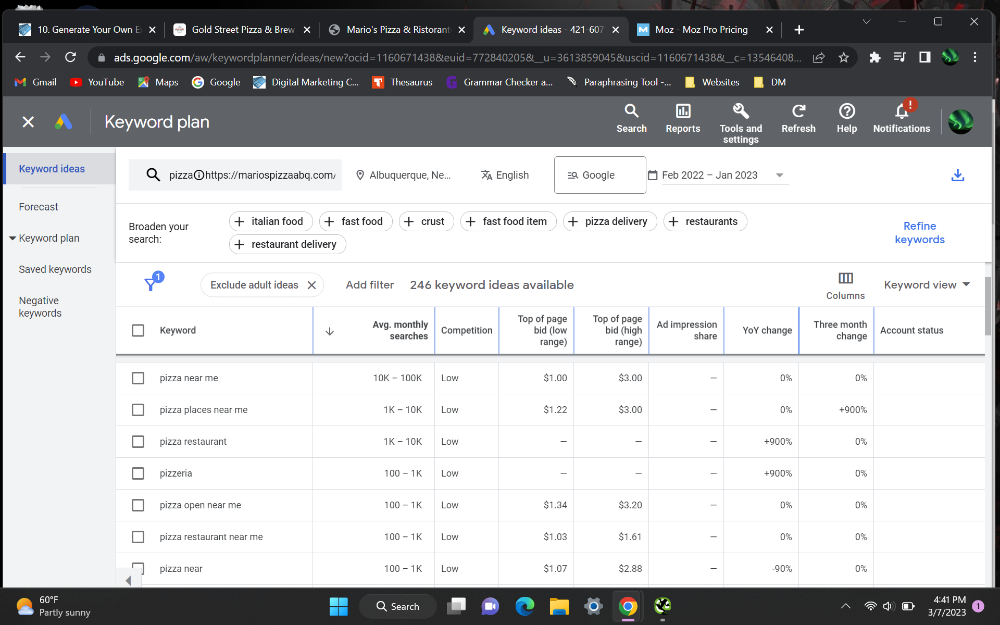 10. Generate Your Own E
Gold Street Pizza & Brew
Mario's Pizza & Ristorant
Keyword ideas - 421-607
Moz - Moz Pro Pricing
ads.google.com/aw/keywordplanner/ideas/new?ocid=1160671438&euid=772840205&__u=3613859045&uscid=1160671438&__c=13546408...
Gmail
YouTube
Maps
Google
Digital Marketing C...
Thesaurus
Grammar Checker a...
Paraphrasing Tool -...
Websites
DM
Keyword plan
Search
Reports
Tools and
settings
Refresh
Help
!
Notifications
Keyword ideas
Forecast
Keyword plan
Saved keywords
Negative
keywords
pizza https://mariospizzaabq.com/
Albuquerque, Ne...
English
Google
Feb 2022 – Jan 2023
Broaden your
search:
+ italian food
+ fast food
+ crust
+ fast food item
+ pizza delivery
+ restaurants
+ restaurant delivery
Refine
keywords
1
Exclude adult ideas
Add filter
246 keyword ideas available
Columns
Keyword view
Keyword
Avg. monthly
searches
Competition
Top of page
bid (low
range)
Top of page
bid (high
range)
Ad impression
share
YoY change
Three month
change
Account status
pizza near me 10K – 100K Low $1.00 $3.00 — 0% 0%
pizza places near me 1K – 10K Low $1.22 $3.00 — 0% +900%
pizza restaurant 1K – 10K Low — — — +900% 0%
pizzeria 100 – 1K Low — — — +900% 0%
pizza open near me 100 – 1K Low $1.34 $3.20 — 0% 0%
pizza restaurant near me 100 – 1K Low $1.03 $1.61 — 0% 0%
pizza near 100 – 1K Low $1.07 $2.88 — -90% 0%
60°F
Partly sunny
Search
4:41 PM
3/7/2023
1